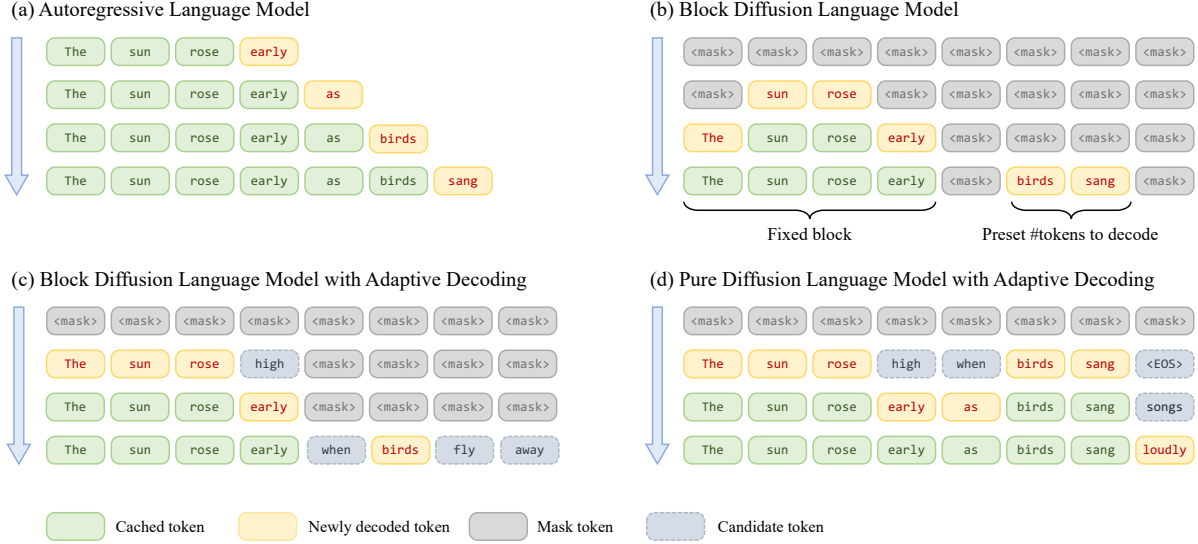 (a) Autoregressive Language Model
The sun rose early
The sun rose early as
The sun rose early as birds
The sun rose early as birds sang
(b) Block Diffusion Language Model
<mask> <mask> <mask> <mask> <mask> <mask> <mask> <mask>
<mask> sun rose <mask> <mask> <mask> <mask> <mask>
The sun rose early <mask> <mask> <mask> <mask>
The sun rose early <mask> birds sang <mask>
Fixed block Preset #tokens to decode
(c) Block Diffusion Language Model with Adaptive Decoding
<mask> <mask> <mask> <mask> <mask> <mask> <mask> <mask>
The sun rose high <mask> <mask> <mask> <mask>
The sun rose early <mask> <mask> <mask> <mask>
The sun rose early when birds fly away
(d) Pure Diffusion Language Model with Adaptive Decoding
<mask> <mask> <mask> <mask> <mask> <mask> <mask> <mask>
The sun rose high when birds sang <EOS>
The sun rose early as birds sang songs
The sun rose early as birds sang loudly
Cached token Newly decoded token Mask token Candidate token